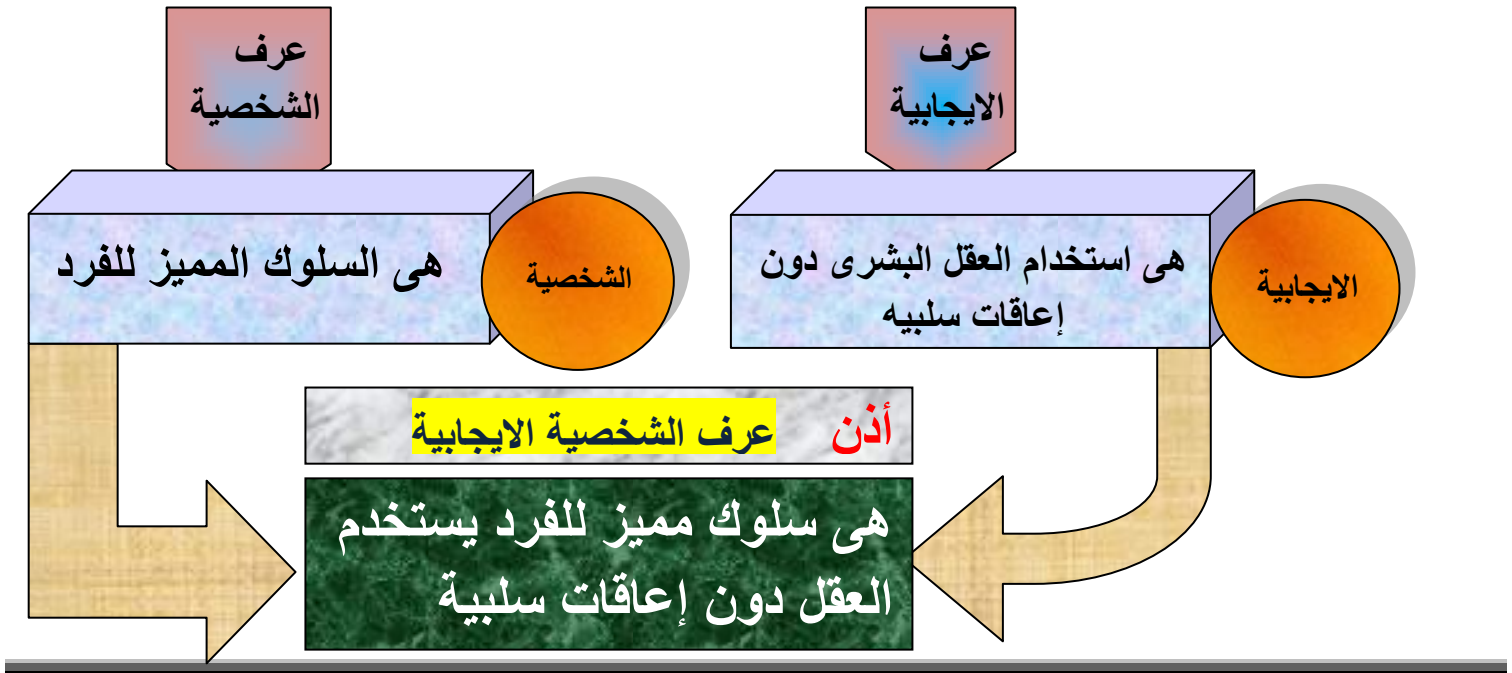 عرف
الايجابية
هى استخدام العقل البشرى دون
إعاقات سلبيه
الايجابية
عرف
الشخصية
هى السلوك المميز للفرد
الشخصية
أذن عرف الشخصية الايجابية
هى سلوك مميز للفرد يستخدم
العقل دون إعاقات سلبية